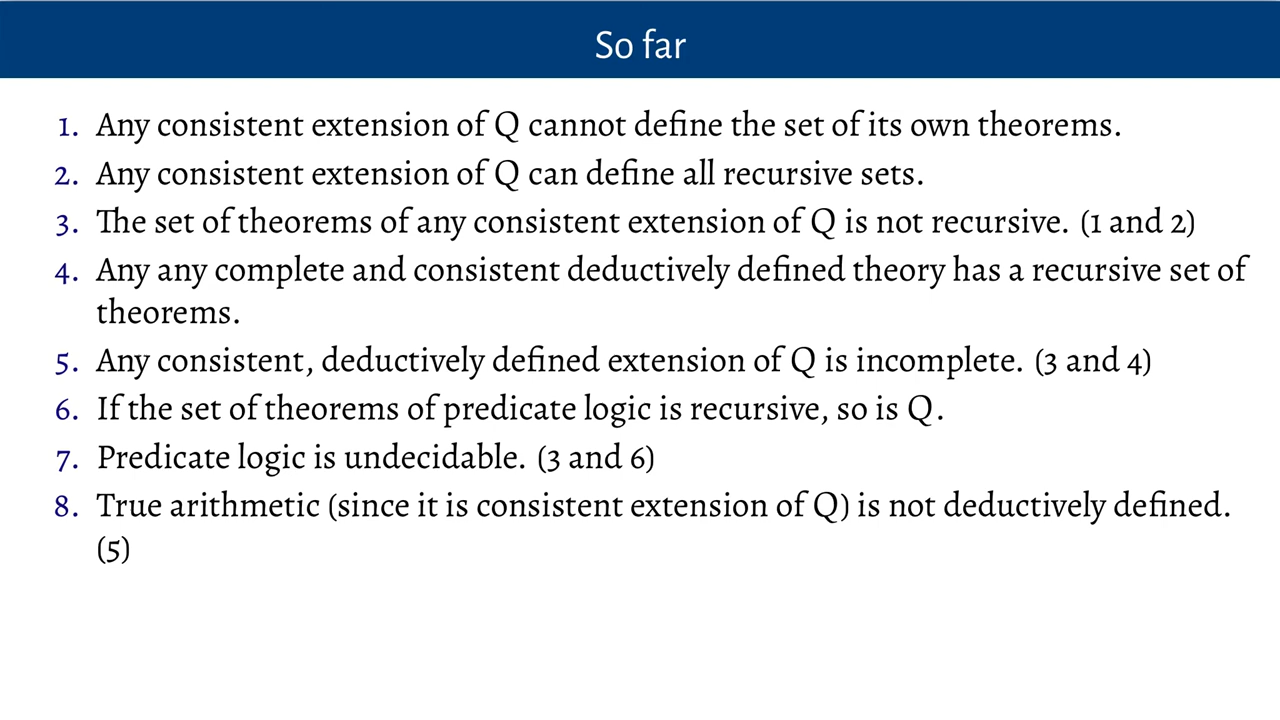 So far
1. Any consistent extension of Q cannot define the set of its own theorems.
2. Any consistent extension of Q can define all recursive sets.
3. The set of theorems of any consistent extension of Q is not recursive. (1 and 2)
4. Any any complete and consistent deductively defined theory has a recursive set of
theorems.
5. Any consistent, deductively defined extension of Q is incomplete. (3 and 4)
6. If the set of theorems of predicate logic is recursive, so is Q.
7. Predicate logic is undecidable. (3 and 6)
8. True arithmetic (since it is consistent extension of Q) is not deductively defined.
(5)